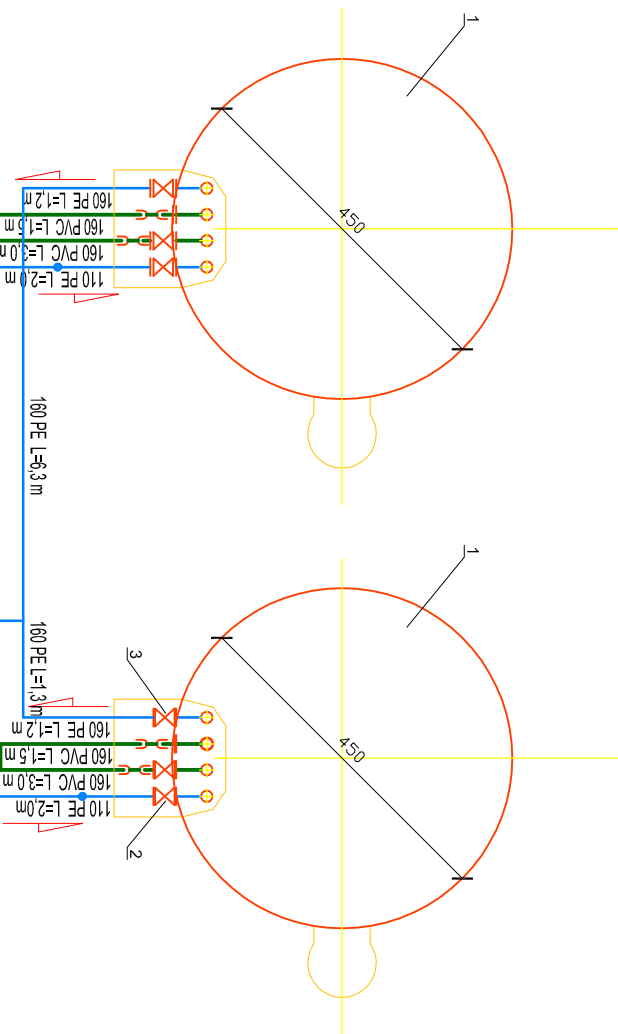 1
450
160 PE L=1,2 m
160 PVC L=1,5 m
160 PVC L=3,0 m
110 PE L=2,0 m
160 PE L=6,3 m
1
450
160 PE L=1,3 m
3
160 PE L=1,2 m
160 PVC L=1,5 m
160 PVC L=3,0 m
110 PE L=2,0m
2